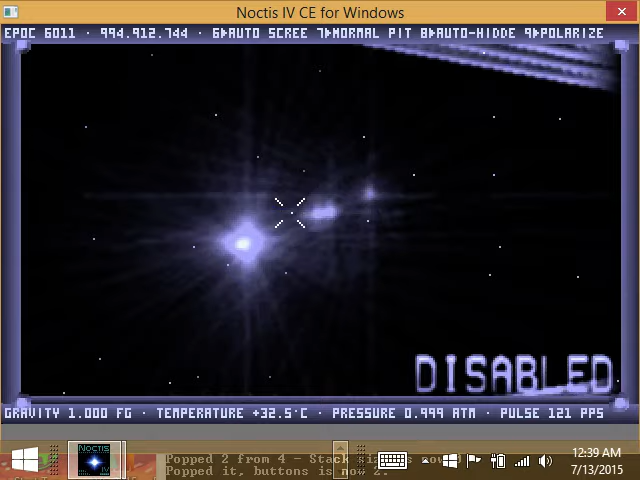 Noctis IV CE for Windows
EPOC 6011 · 994.912.744 · 6▶AUTO SCREE 7▶NORMAL PIT 8▶AUTO-HIDDE 9▶POLARIZE
DISABLED
GRAVITY 1.000 FG · TEMPERATURE +32.5°C · PRESSURE 0.999 ATM · PULSE 121 PPS
NOCTIS
IV
Popped 2 from 4 - Stack
Popped it, buttons is now 2.
12:39 AM
7/13/2015